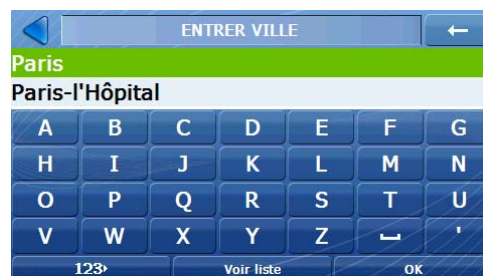 ENTRER VILLE
Paris
Paris-l'Hôpital
A B C D E F G
H I J K L M N
O P Q R S T U
V W X Y Z
123 Voir liste OK